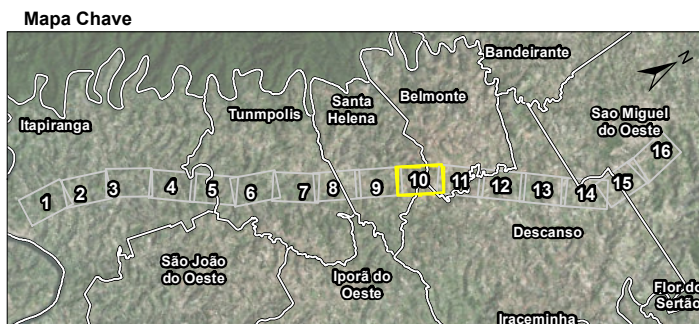 Mapa Chave
Bandeirante
N
Santa
Helena
Belmonte
Tunmpolis
Itapiranga
Sao Miguel
do Oeste
1
2
3
4
5
6
7
8
9
10
11
12
13
14
15
16
Descanso
São João
do Oeste
Iporã do
Oeste
Flor do
Sertão
Iraceminha